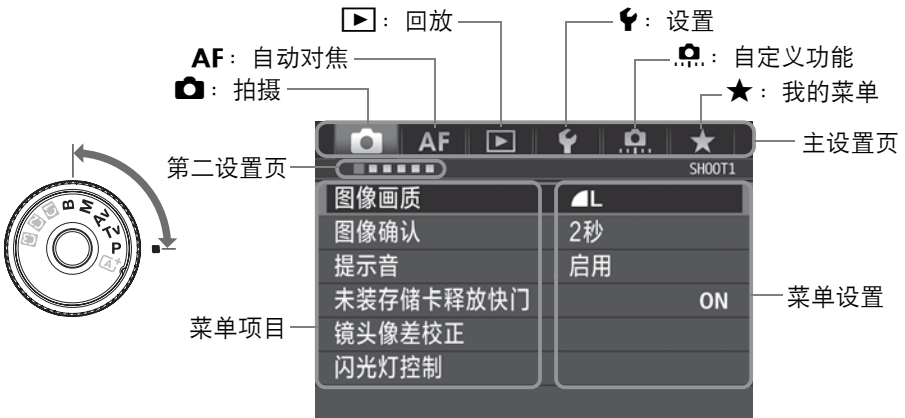 ▶：回放
设置
AF：自动对焦
自定义功能
拍摄
★：我的菜单
AF
★
主设置页
第二设置页
SHOOT1
图像画质
L
图像确认
2秒
提示音
启用
未装存储卡释放快门
ON
镜头像差校正
闪光灯控制
菜单项目
菜单设置
B
M
Av
Tv
P
A+